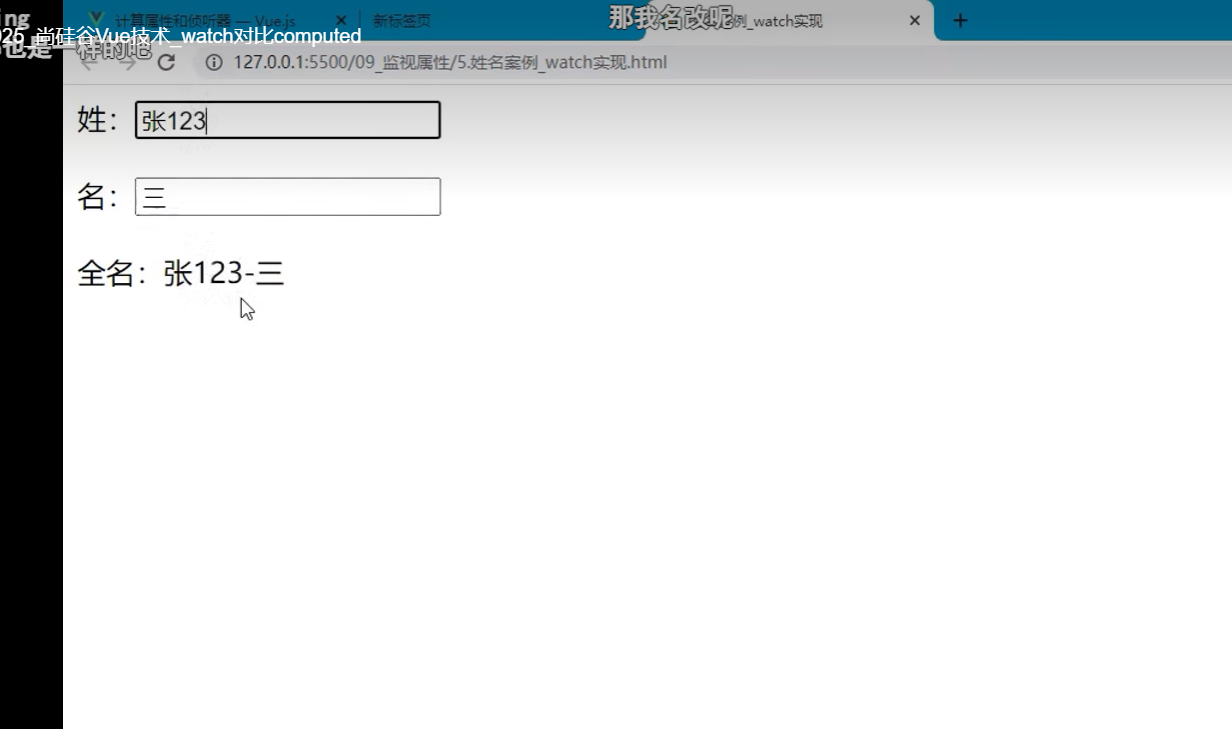 计算属性和侦听器 — Vue.js
新标签页
那我名改呢
例_watch实现
ing
026_尚硅谷Vue技术_watch对比computed
也是一样的吧
127.0.0.1:5500/09_监视属性/5.姓名案例_watch实现.html
姓：张123
名：三
全名：张123-三